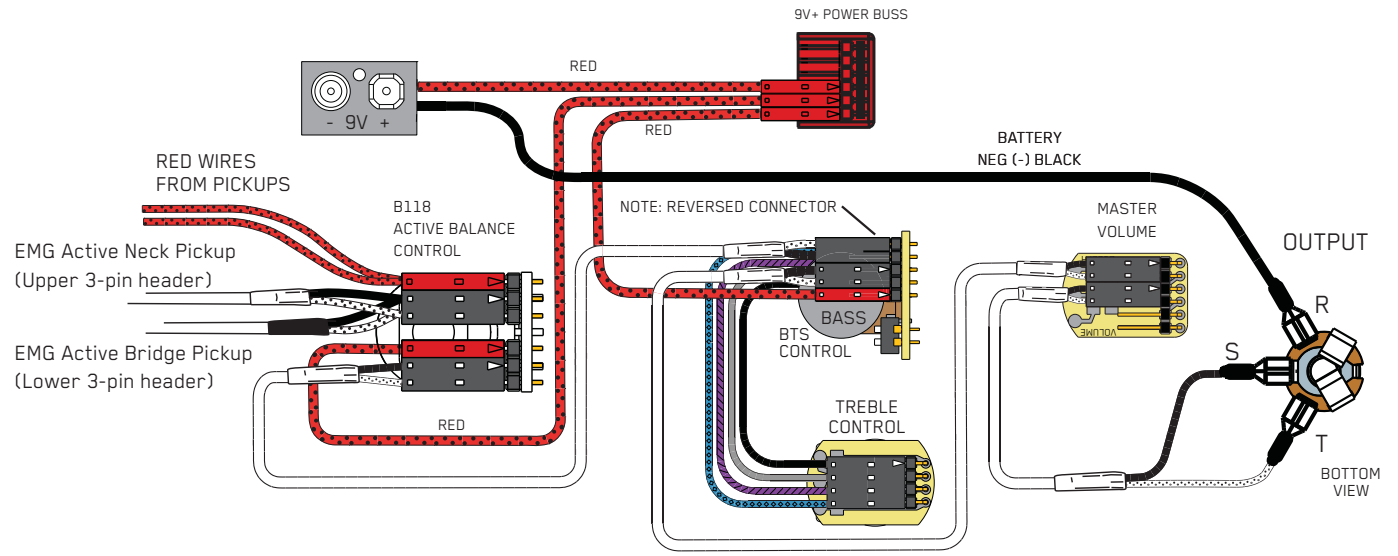 9V+ POWER BUSS
RED
- 9V +
RED
BATTERY
NEG (-) BLACK
RED WIRES
FROM PICKUPS
B118
ACTIVE BALANCE
CONTROL
NOTE: REVERSED CONNECTOR
MASTER
VOLUME
OUTPUT
EMG Active Neck Pickup
(Upper 3-pin header)
R
BASS
VOLUME
BTS
CONTROL
EMG Active Bridge Pickup
(Lower 3-pin header)
S
TREBLE
CONTROL
RED
T
BOTTOM
VIEW